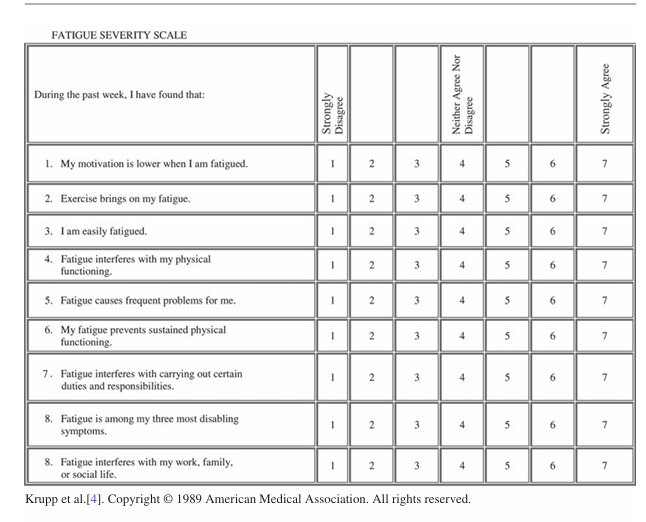 FATIGUE SEVERITY SCALE
During the past week, I have found that:
Strongly
Disagree
Neither Agree Nor
Disagree
Strongly Agree
1. My motivation is lower when I am fatigued. 1 2 3 4 5 6 7
2. Exercise brings on my fatigue. 1 2 3 4 5 6 7
3. I am easily fatigued. 1 2 3 4 5 6 7
4. Fatigue interferes with my physical
functioning. 1 2 3 4 5 6 7
5. Fatigue causes frequent problems for me. 1 2 3 4 5 6 7
6. My fatigue prevents sustained physical
functioning. 1 2 3 4 5 6 7
7. Fatigue interferes with carrying out certain
duties and responsibilities. 1 2 3 4 5 6 7
8. Fatigue is among my three most disabling
symptoms. 1 2 3 4 5 6 7
8. Fatigue interferes with my work, family,
or social life. 1 2 3 4 5 6 7
Krupp et al.[4]. Copyright © 1989 American Medical Association. All rights reserved.